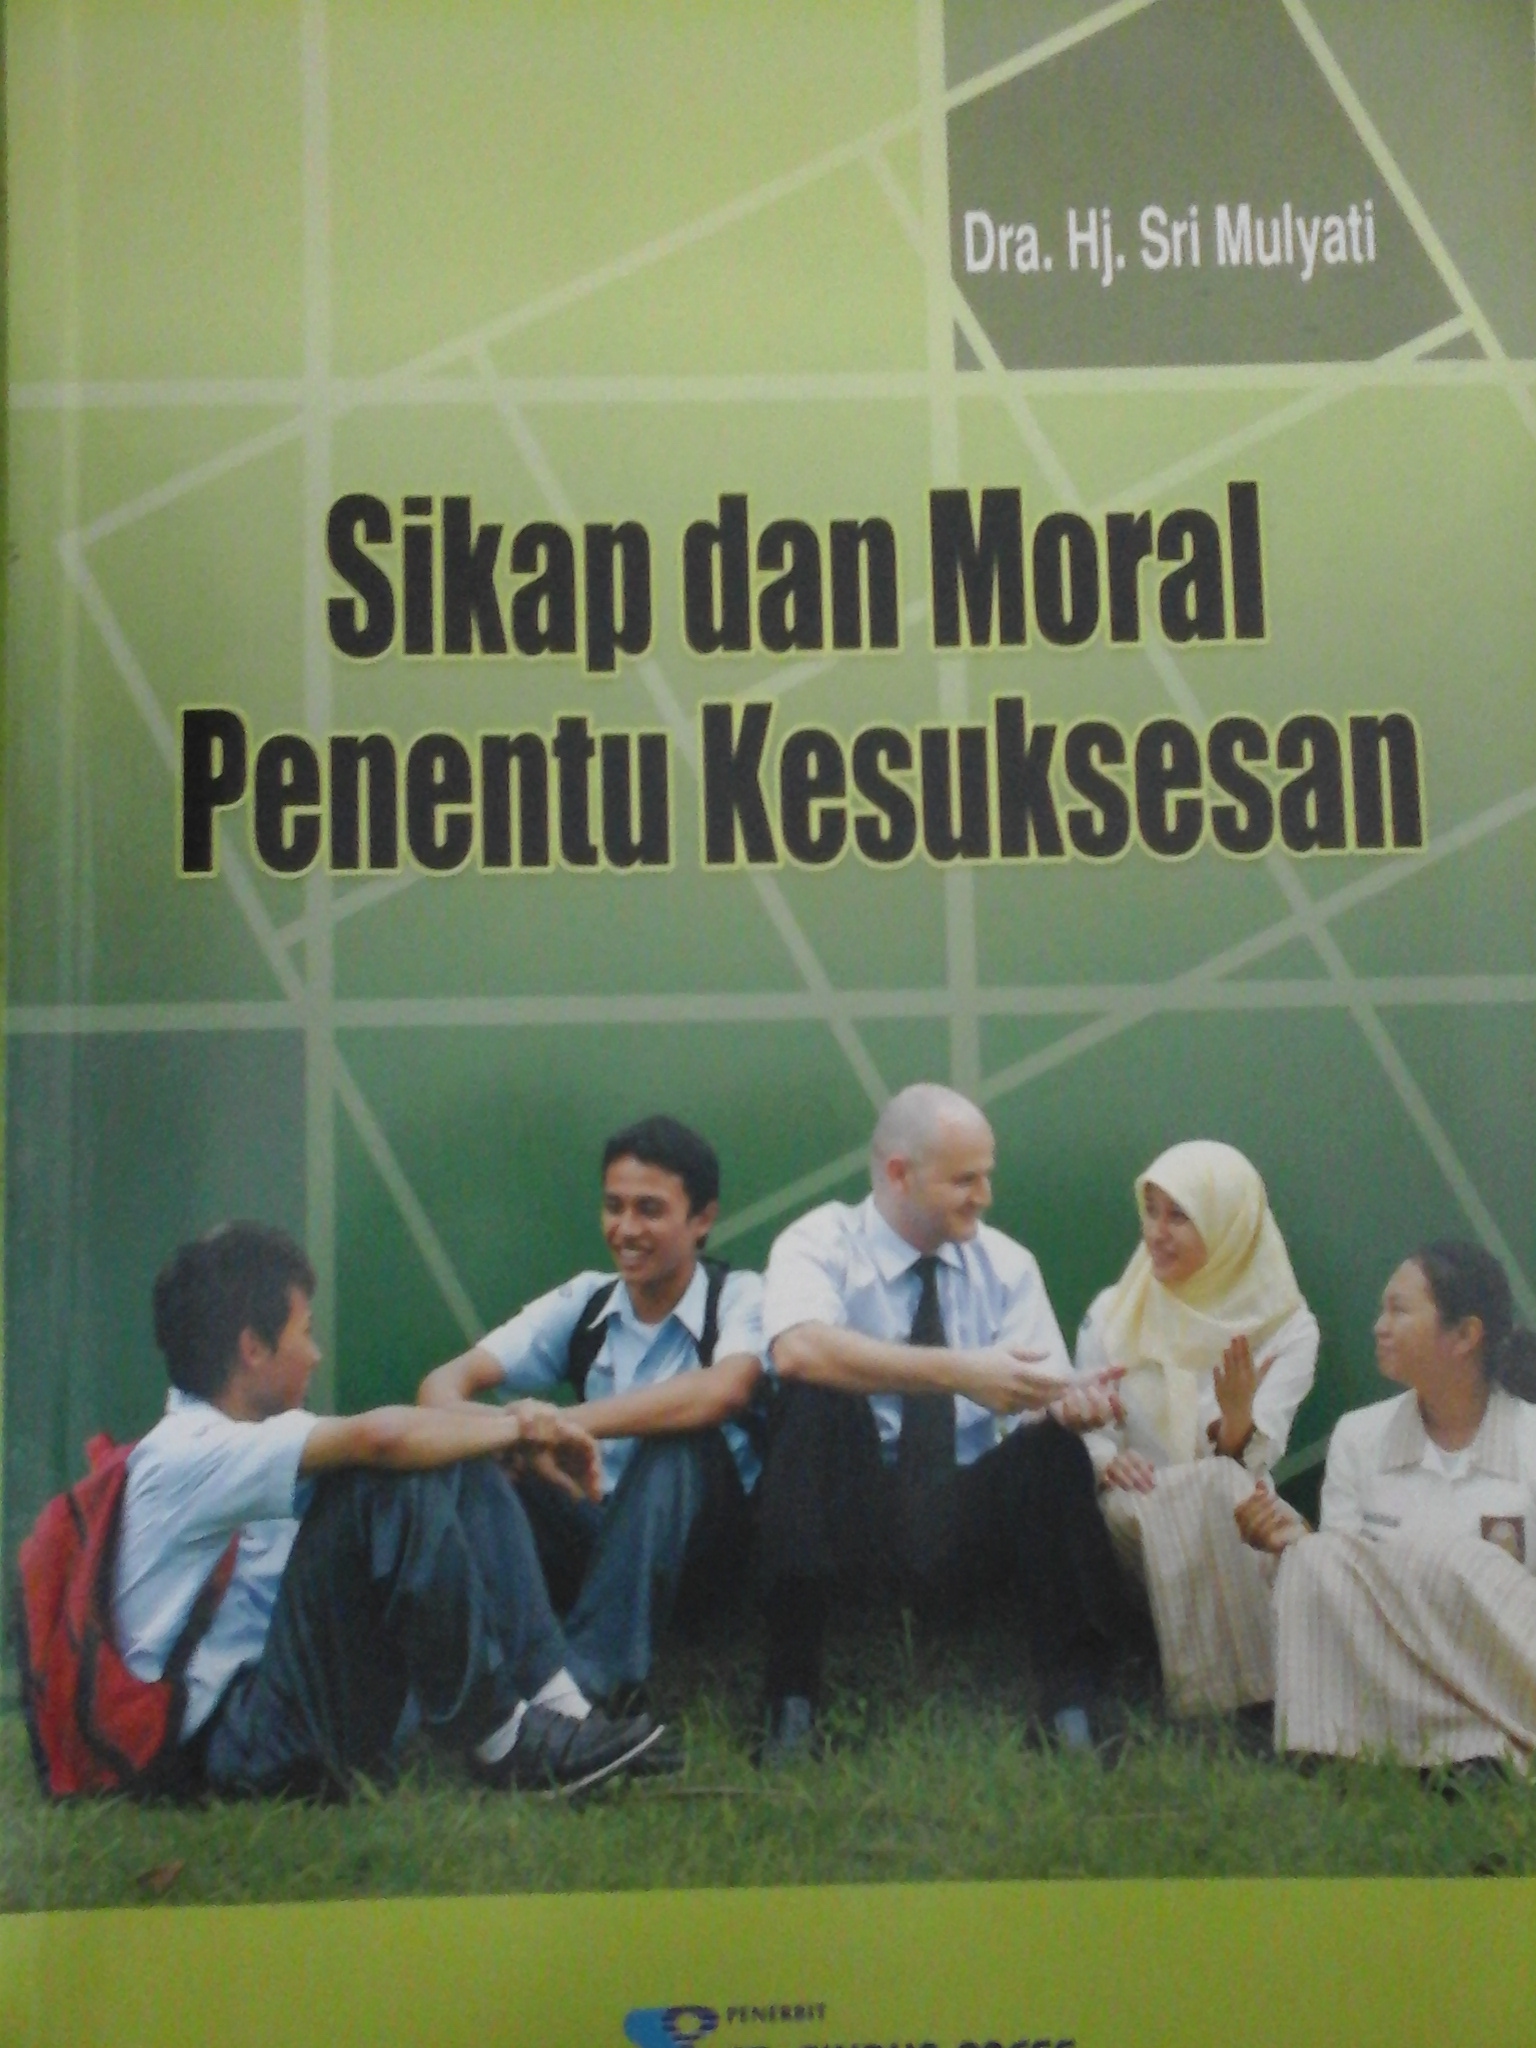 Dra. Hj. Sri Mulyati
Sikap dan Moral
Penentu Kesuksesan
PENERBIT